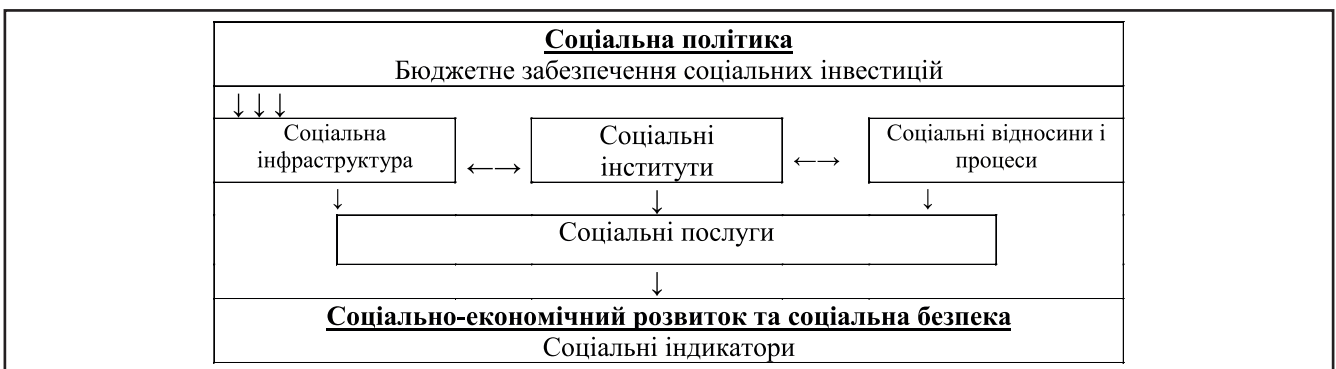 Соціальна політика
Бюджетне забезпечення соціальних інвестицій
↓↓↓
Соціальна
інфраструктура
←→
Соціальні
інститути
←→
Соціальні відносини і
процеси
↓ ↓ ↓
Соціальні послуги
↓
Соціально-економічний розвиток та соціальна безпека
Соціальні індикатори